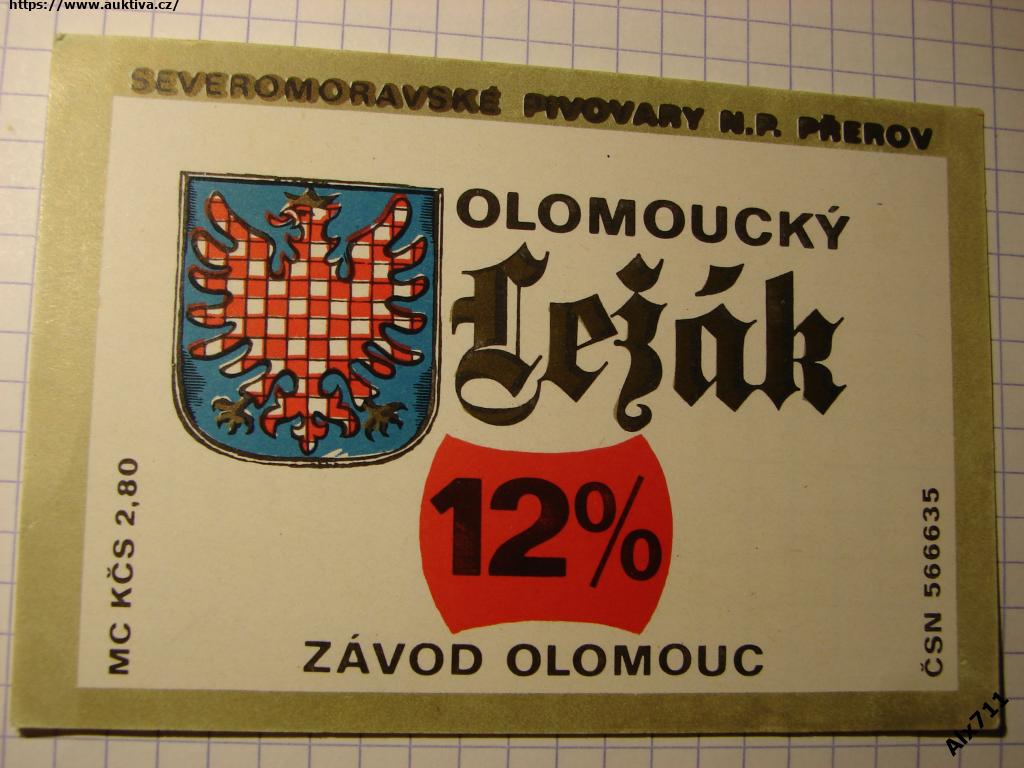 https://www.auktiva.cz/
SEVEROMORAVSKÉ PIVOVARY N.P. PŘEROV
OLOMOUCKÝ
Ležák
12%
MC KČS 2,80
ČSN 566635
ZÁVOD OLOMOUC
Alx711